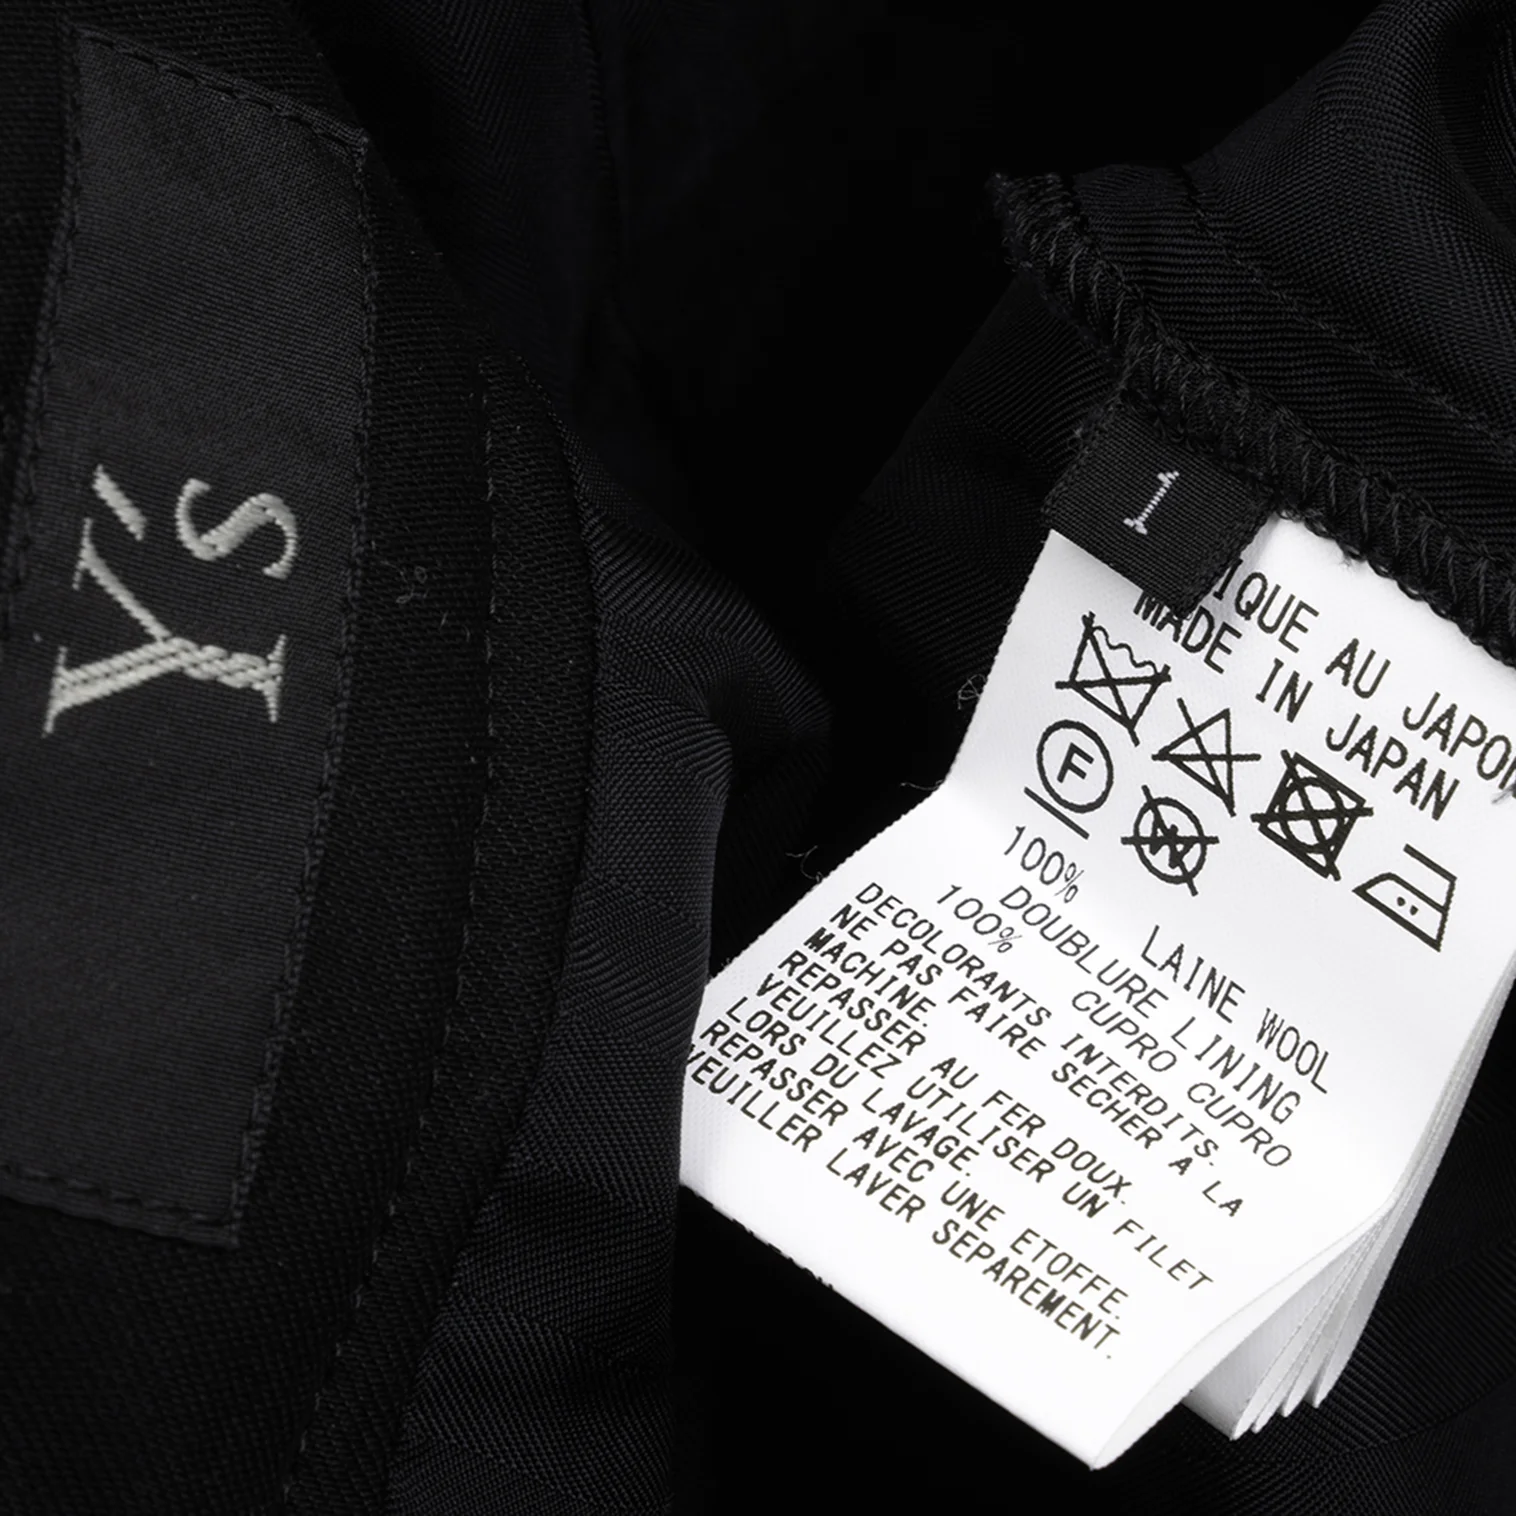 Y's
1
IQUE AU JAPON
MADE IN JAPAN
F
W
100% LAINE WOOL
DOUBLURE LINING
100% CUPRO CUPRO
DECOLORANTS INTERDITS.
NE PAS FAIRE SECHER A LA
MACHINE.
REPASSER AU FER DOUX.
VEUILLEZ UTILISER UN FILET
LORS DU LAVAGE.
REPASSER AVEC UNE ETOFFE.
VEUILLER LAVER SEPAREMENT.